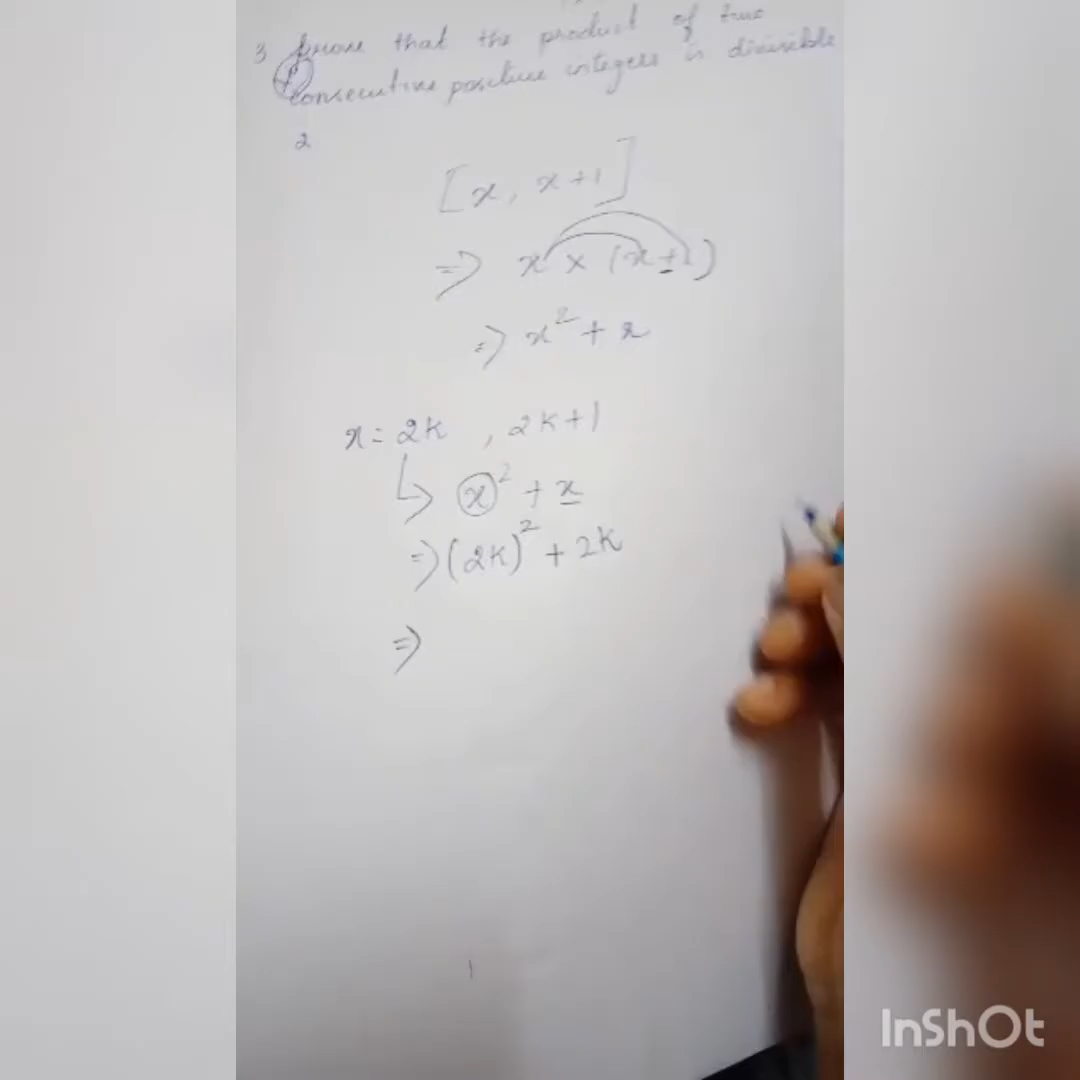 3 Prove that the product of two
consecutive positive integers is divisible
2
[x, x+1]
=> x × (x+1)
=> x² + x
x = 2k , 2k+1
↳ x² + x
=> (2k)² + 2k
=>
InShOt